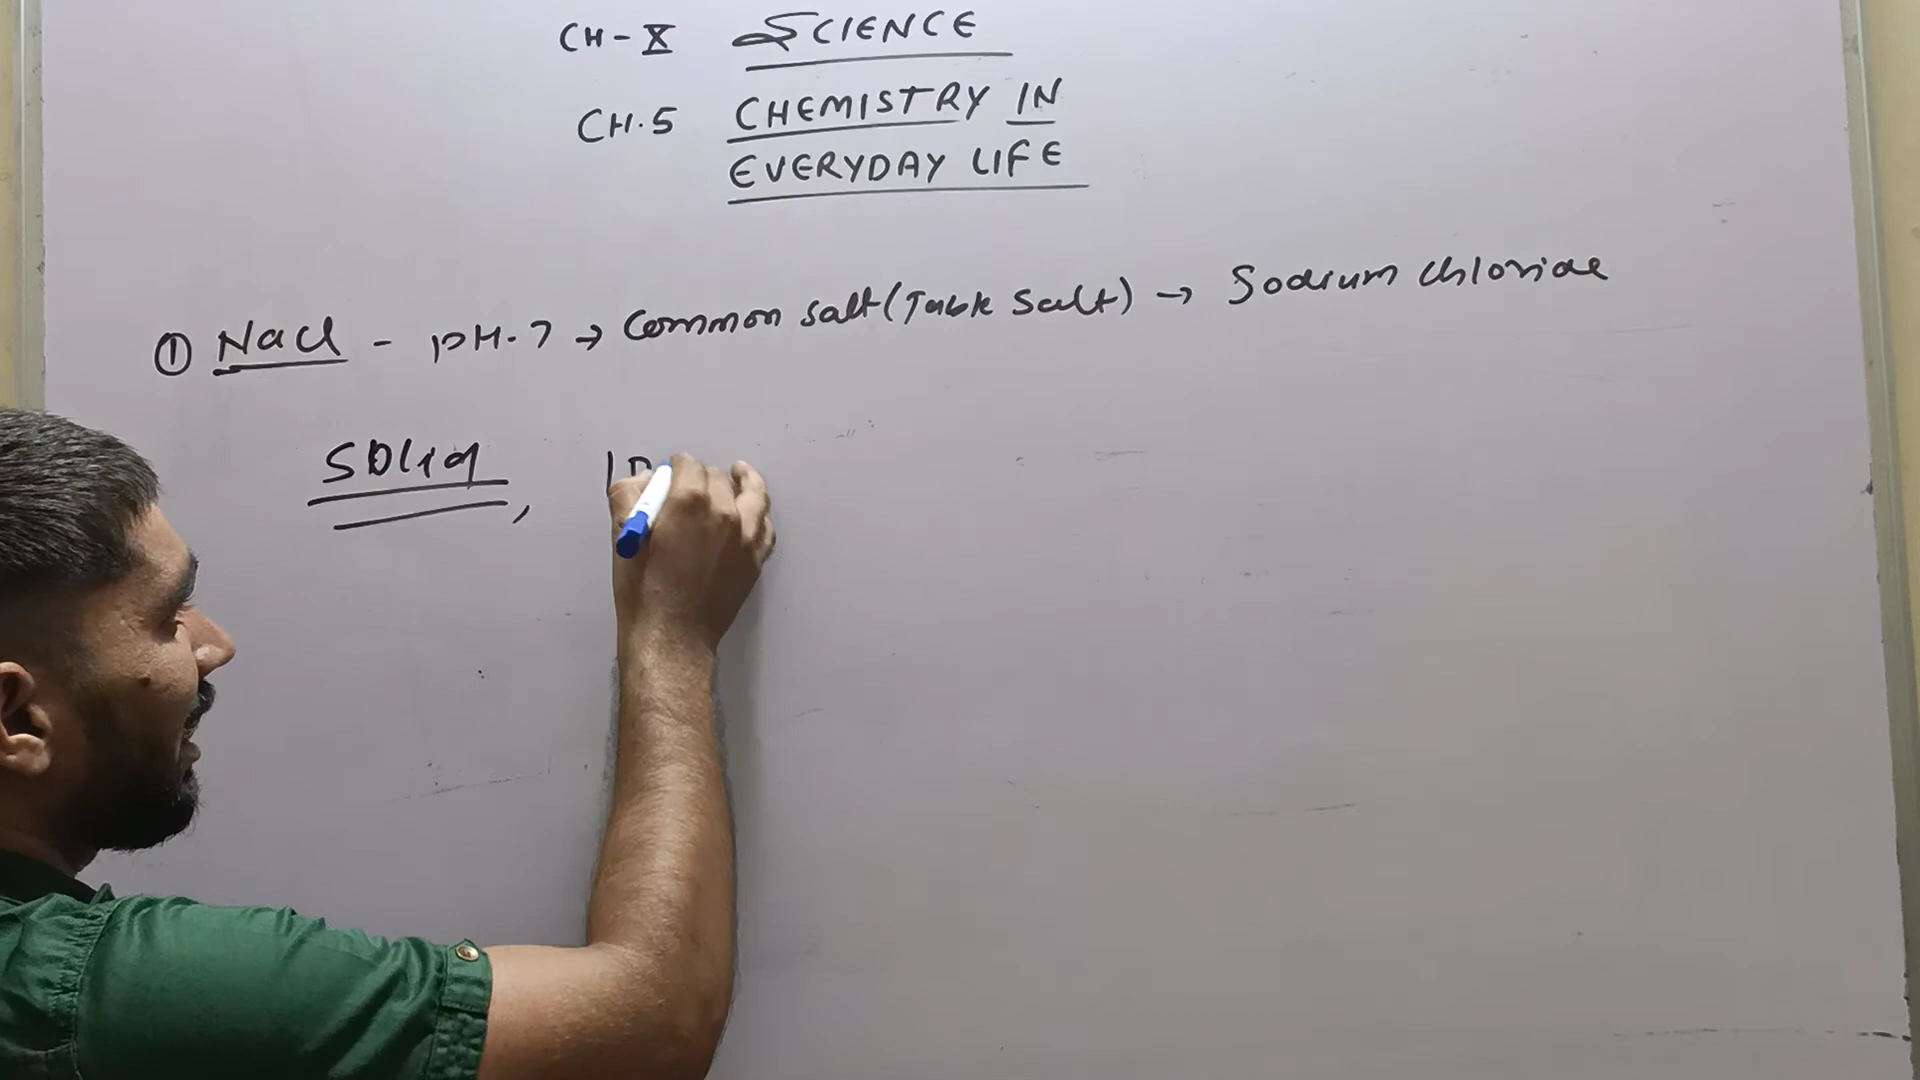 CH-X SCIENCE
CH.5 CHEMISTRY IN
EVERYDAY LIFE
① NaCl - pH-7 → Common salt (Table Salt) → Sodium chloride
Solid,